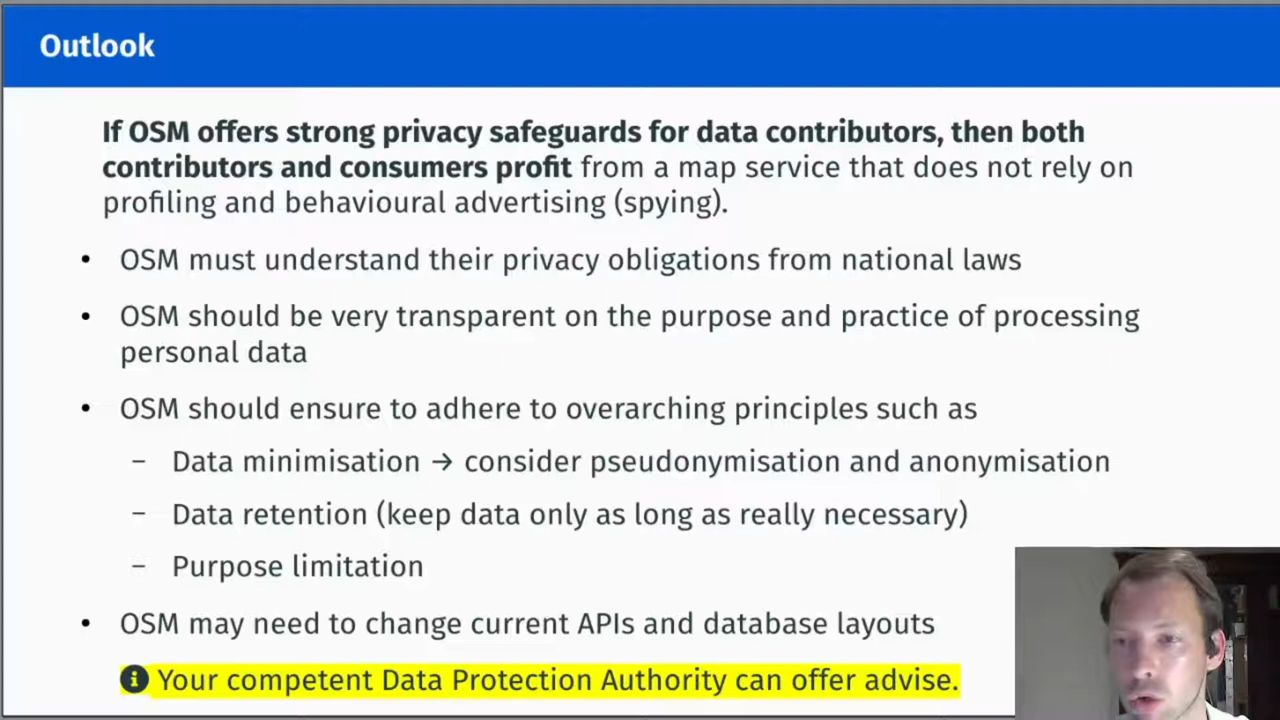 Outlook
If OSM offers strong privacy safeguards for data contributors, then both
contributors and consumers profit from a map service that does not rely on
profiling and behavioural advertising (spying).
• OSM must understand their privacy obligations from national laws
• OSM should be very transparent on the purpose and practice of processing
personal data
• OSM should ensure to adhere to overarching principles such as
– Data minimisation → consider pseudonymisation and anonymisation
– Data retention (keep data only as long as really necessary)
– Purpose limitation
• OSM may need to change current APIs and database layouts
Your competent Data Protection Authority can offer advise.